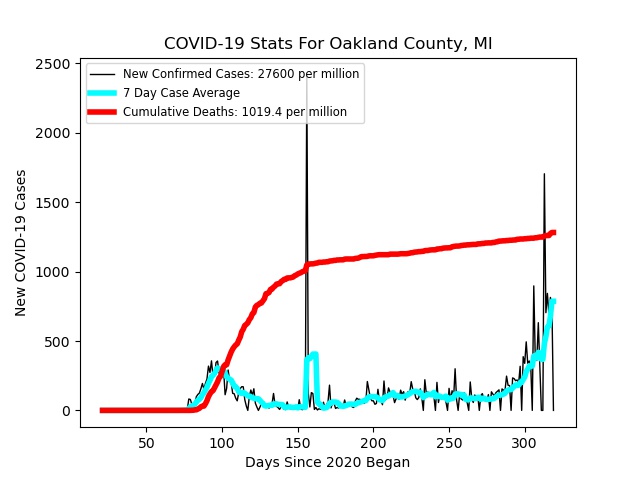 COVID-19 Stats For Oakland County, MI
New Confirmed Cases: 27600 per million
7 Day Case Average
Cumulative Deaths: 1019.4 per million
New COVID-19 Cases
2500
2000
1500
1000
500
0
50
100
150
200
250
300
Days Since 2020 Began